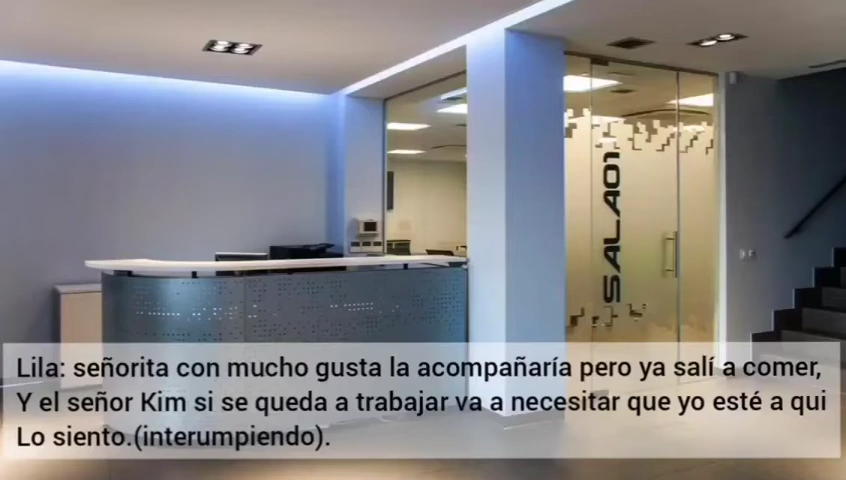 SALA01
Lila: señorita con mucho gusta la acompañaría pero ya salí a comer,
Y el señor Kim si se queda a trabajar va a necesitar que yo esté a qui
Lo siento.(interumpiendo).